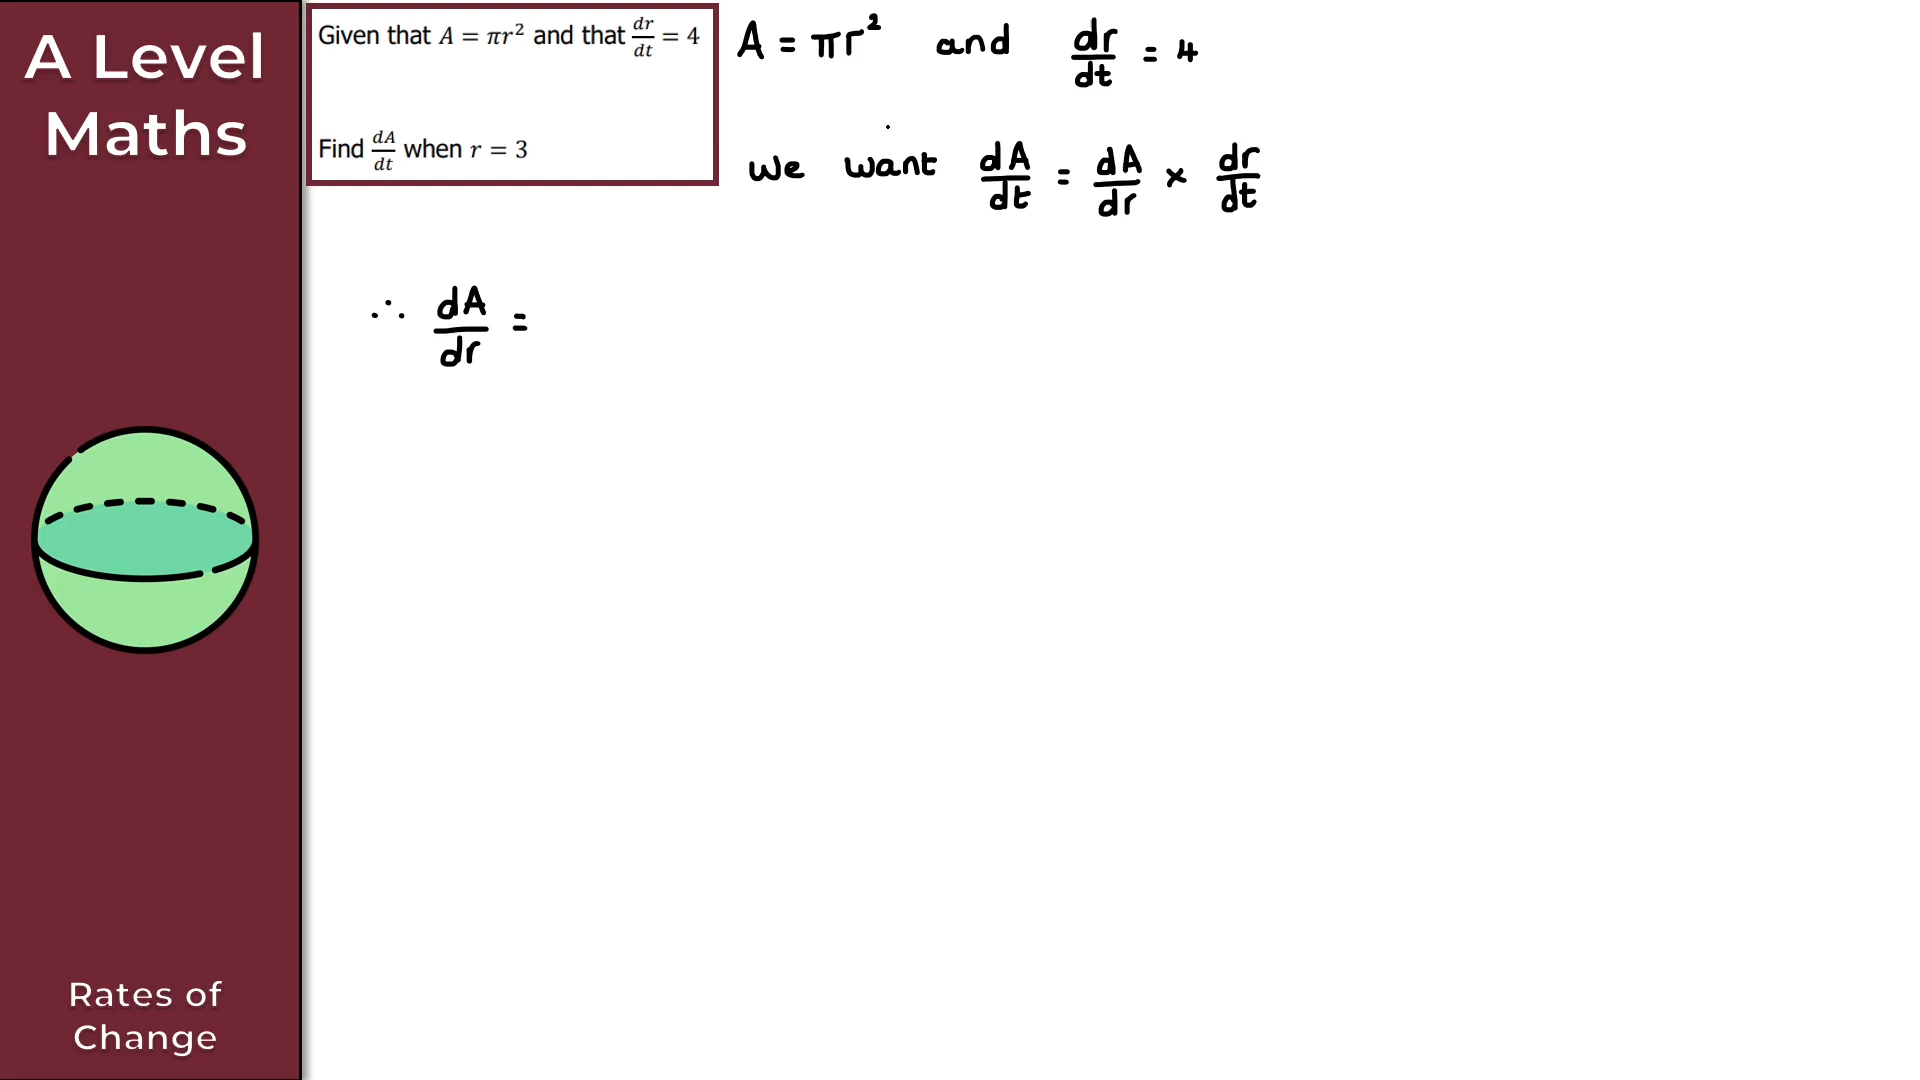 A Level
Maths
Given that A = πr² and that dr/dt = 4
Find dA/dt when r = 3
A = πr² and dr/dt = 4
we want dA/dt = dA/dr × dr/dt
∴ dA/dr =
Rates of
Change